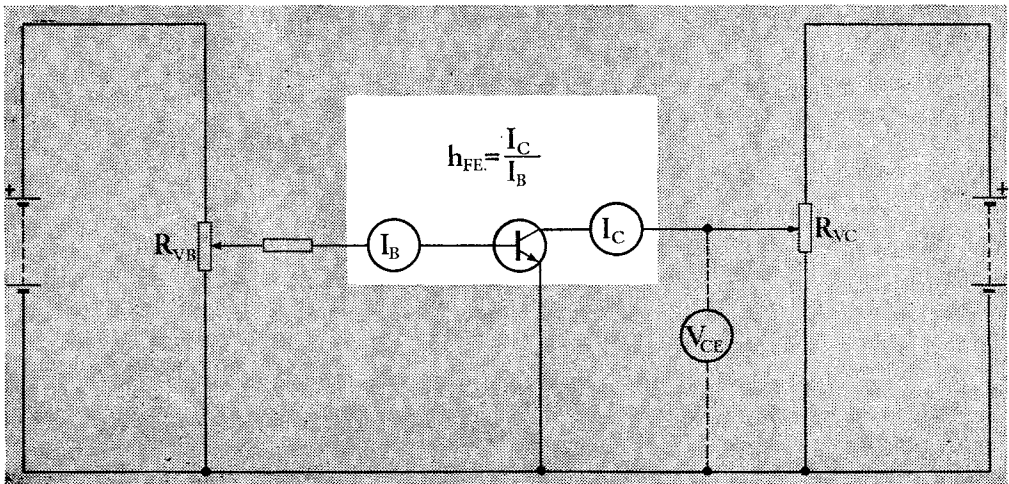 h_FE. = I_C / I_B
+
+
R_VB
I_B
I_C
R_VC
V_CE